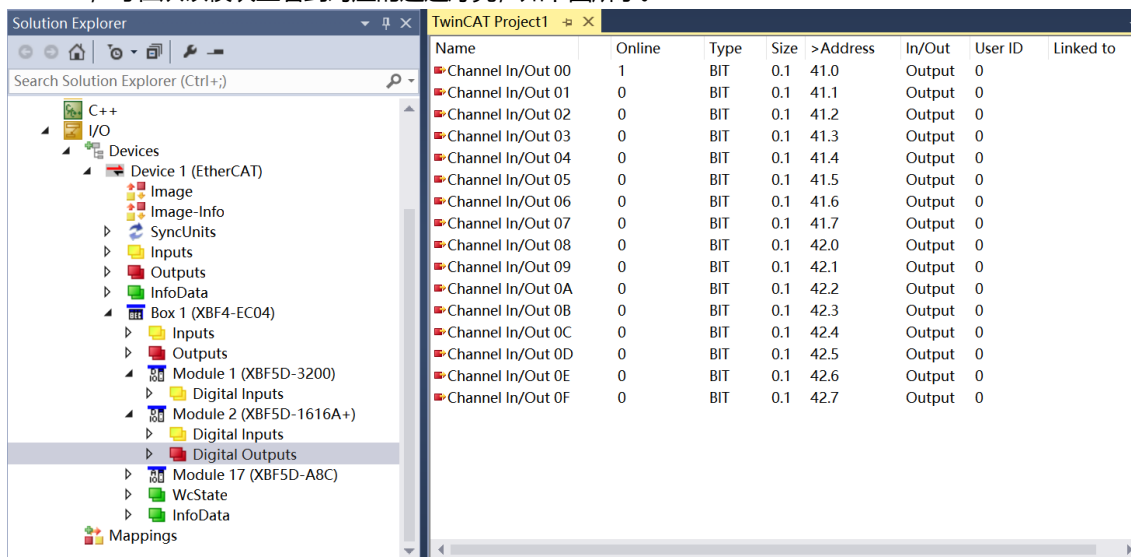 Solution Explorer
Search Solution Explorer (Ctrl+;)
C++
I/O
Devices
Device 1 (EtherCAT)
Image
Image-Info
SyncUnits
Inputs
Outputs
InfoData
Box 1 (XBF4-EC04)
Inputs
Outputs
Module 1 (XBF5D-3200)
Digital Inputs
Module 2 (XBF5D-1616A+)
Digital Inputs
Digital Outputs
Module 17 (XBF5D-A8C)
WcState
InfoData
Mappings
TwinCAT Project1
Name Online Type Size >Address In/Out User ID Linked to
Channel In/Out 00 1 BIT 0.1 41.0 Output 0
Channel In/Out 01 0 BIT 0.1 41.1 Output 0
Channel In/Out 02 0 BIT 0.1 41.2 Output 0
Channel In/Out 03 0 BIT 0.1 41.3 Output 0
Channel In/Out 04 0 BIT 0.1 41.4 Output 0
Channel In/Out 05 0 BIT 0.1 41.5 Output 0
Channel In/Out 06 0 BIT 0.1 41.6 Output 0
Channel In/Out 07 0 BIT 0.1 41.7 Output 0
Channel In/Out 08 0 BIT 0.1 42.0 Output 0
Channel In/Out 09 0 BIT 0.1 42.1 Output 0
Channel In/Out 0A 0 BIT 0.1 42.2 Output 0
Channel In/Out 0B 0 BIT 0.1 42.3 Output 0
Channel In/Out 0C 0 BIT 0.1 42.4 Output 0
Channel In/Out 0D 0 BIT 0.1 42.5 Output 0
Channel In/Out 0E 0 BIT 0.1 42.6 Output 0
Channel In/Out 0F 0 BIT 0.1 42.7 Output 0